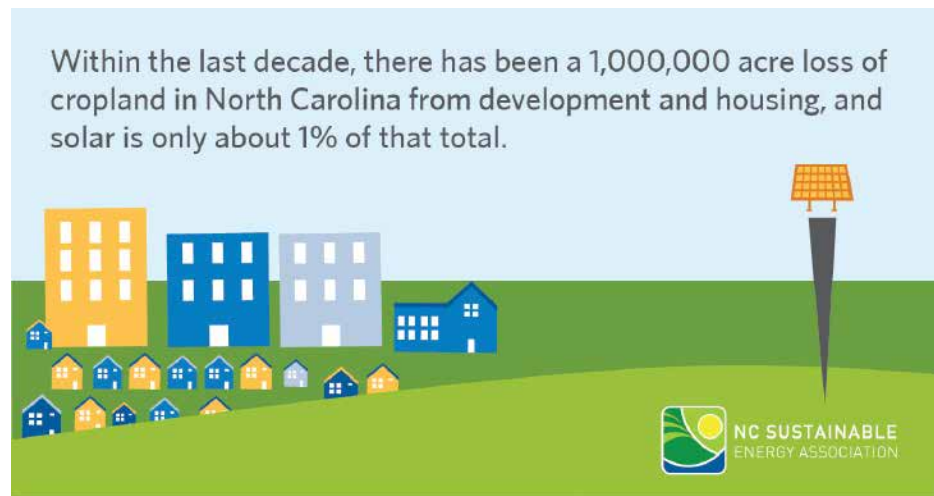 Within the last decade, there has been a 1,000,000 acre loss of
cropland in North Carolina from development and housing, and
solar is only about 1% of that total.
NC SUSTAINABLE
ENERGY ASSOCIATION